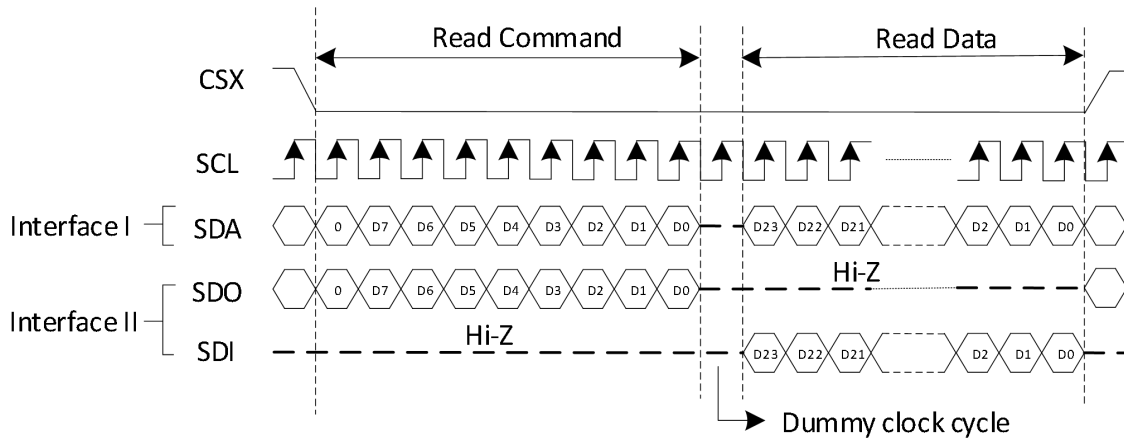 Read Command
Read Data
CSX
SCL
Interface I
SDA
0 D7 D6 D5 D4 D3 D2 D1 D0 D23 D22 D21 D2 D1 D0
Hi-Z
SDO
0 D7 D6 D5 D4 D3 D2 D1 D0
Interface II
Hi-Z
SDI
D23 D22 D21 D2 D1 D0
Dummy clock cycle